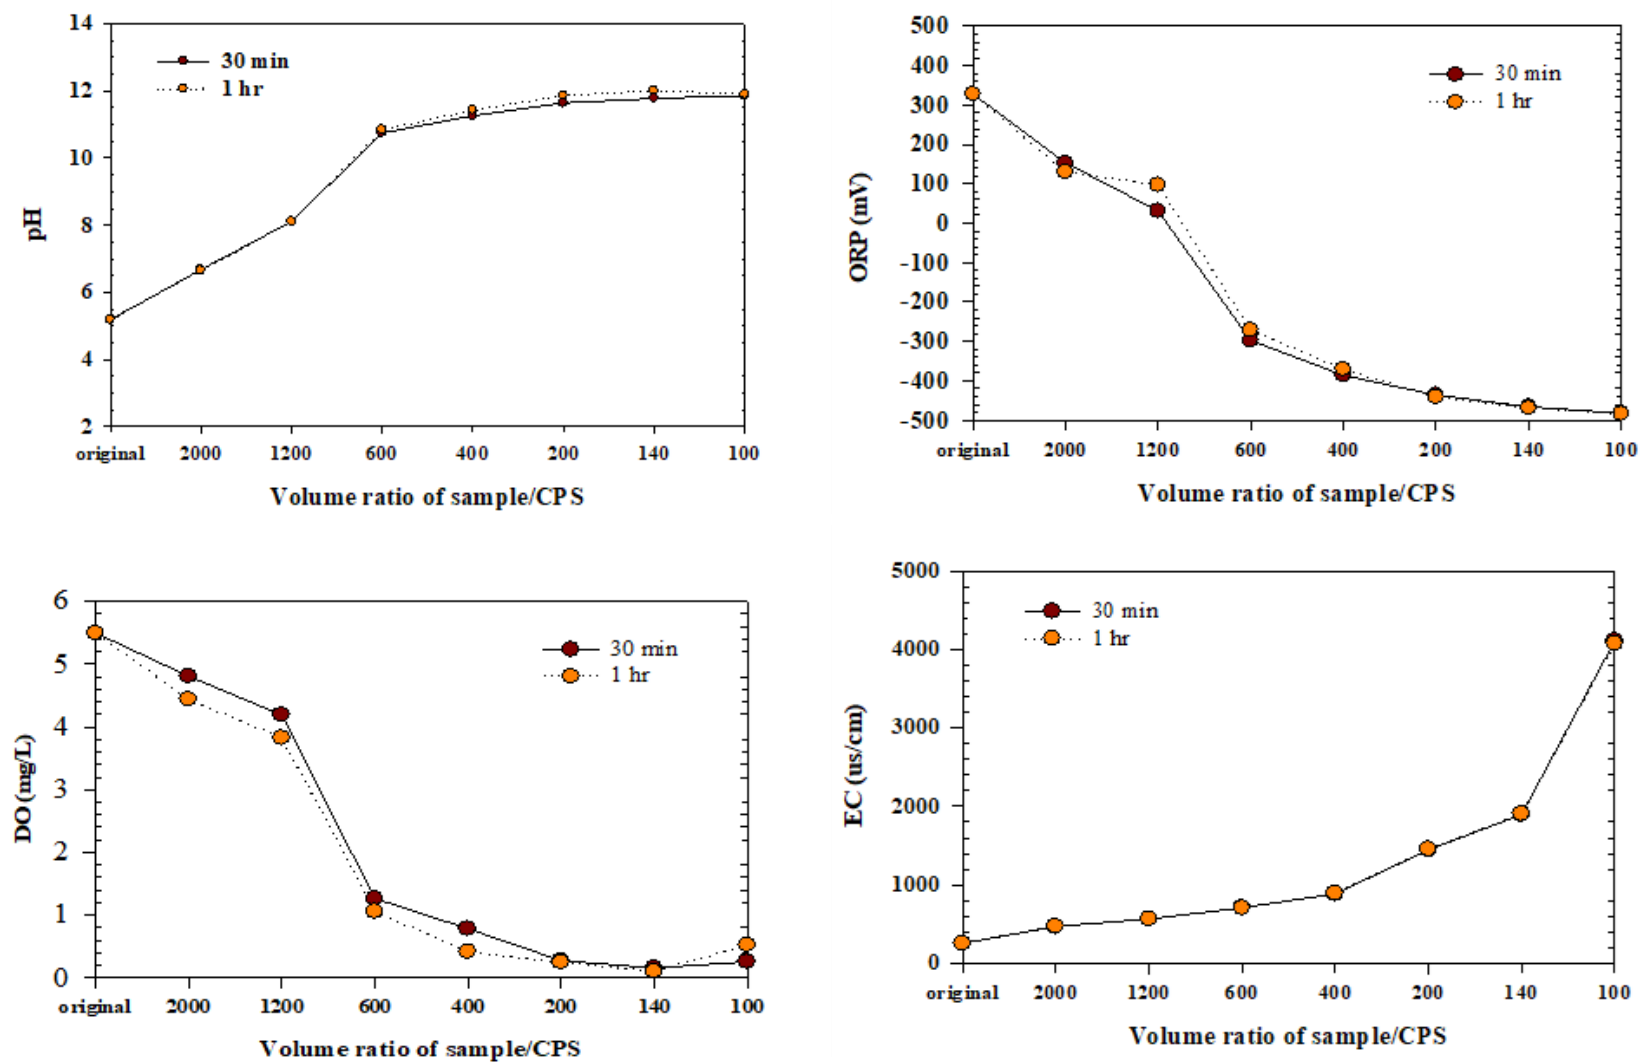 14
12
10
8
6
4
2
pH
30 min
1 hr
original 2000 1200 600 400 200 140 100
Volume ratio of sample/CPS
500
400
300
200
100
0
-100
-200
-300
-400
-500
ORP (mV)
30 min
1 hr
original 2000 1200 600 400 200 140 100
Volume ratio of sample/CPS
6
5
4
3
2
1
0
DO(mg/L)
30 min
1 hr
original 2000 1200 600 400 200 140 100
Volume ratio of sample/CPS
5000
4000
3000
2000
1000
0
EC (us/cm)
30 min
1 hr
original 2000 1200 600 400 200 140 100
Volume ratio of sample/CPS